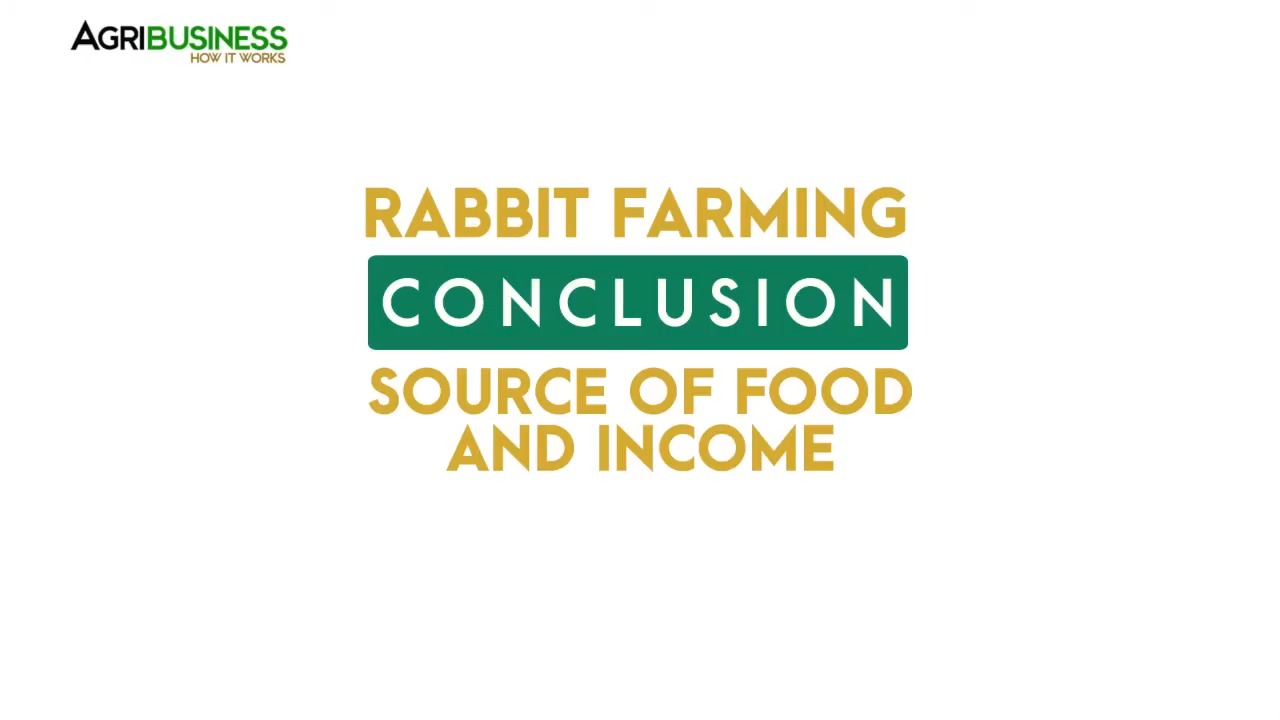 AGRIBUSINESS
HOW IT WORKS
RABBIT FARMING
CONCLUSION
SOURCE OF FOOD
AND INCOME